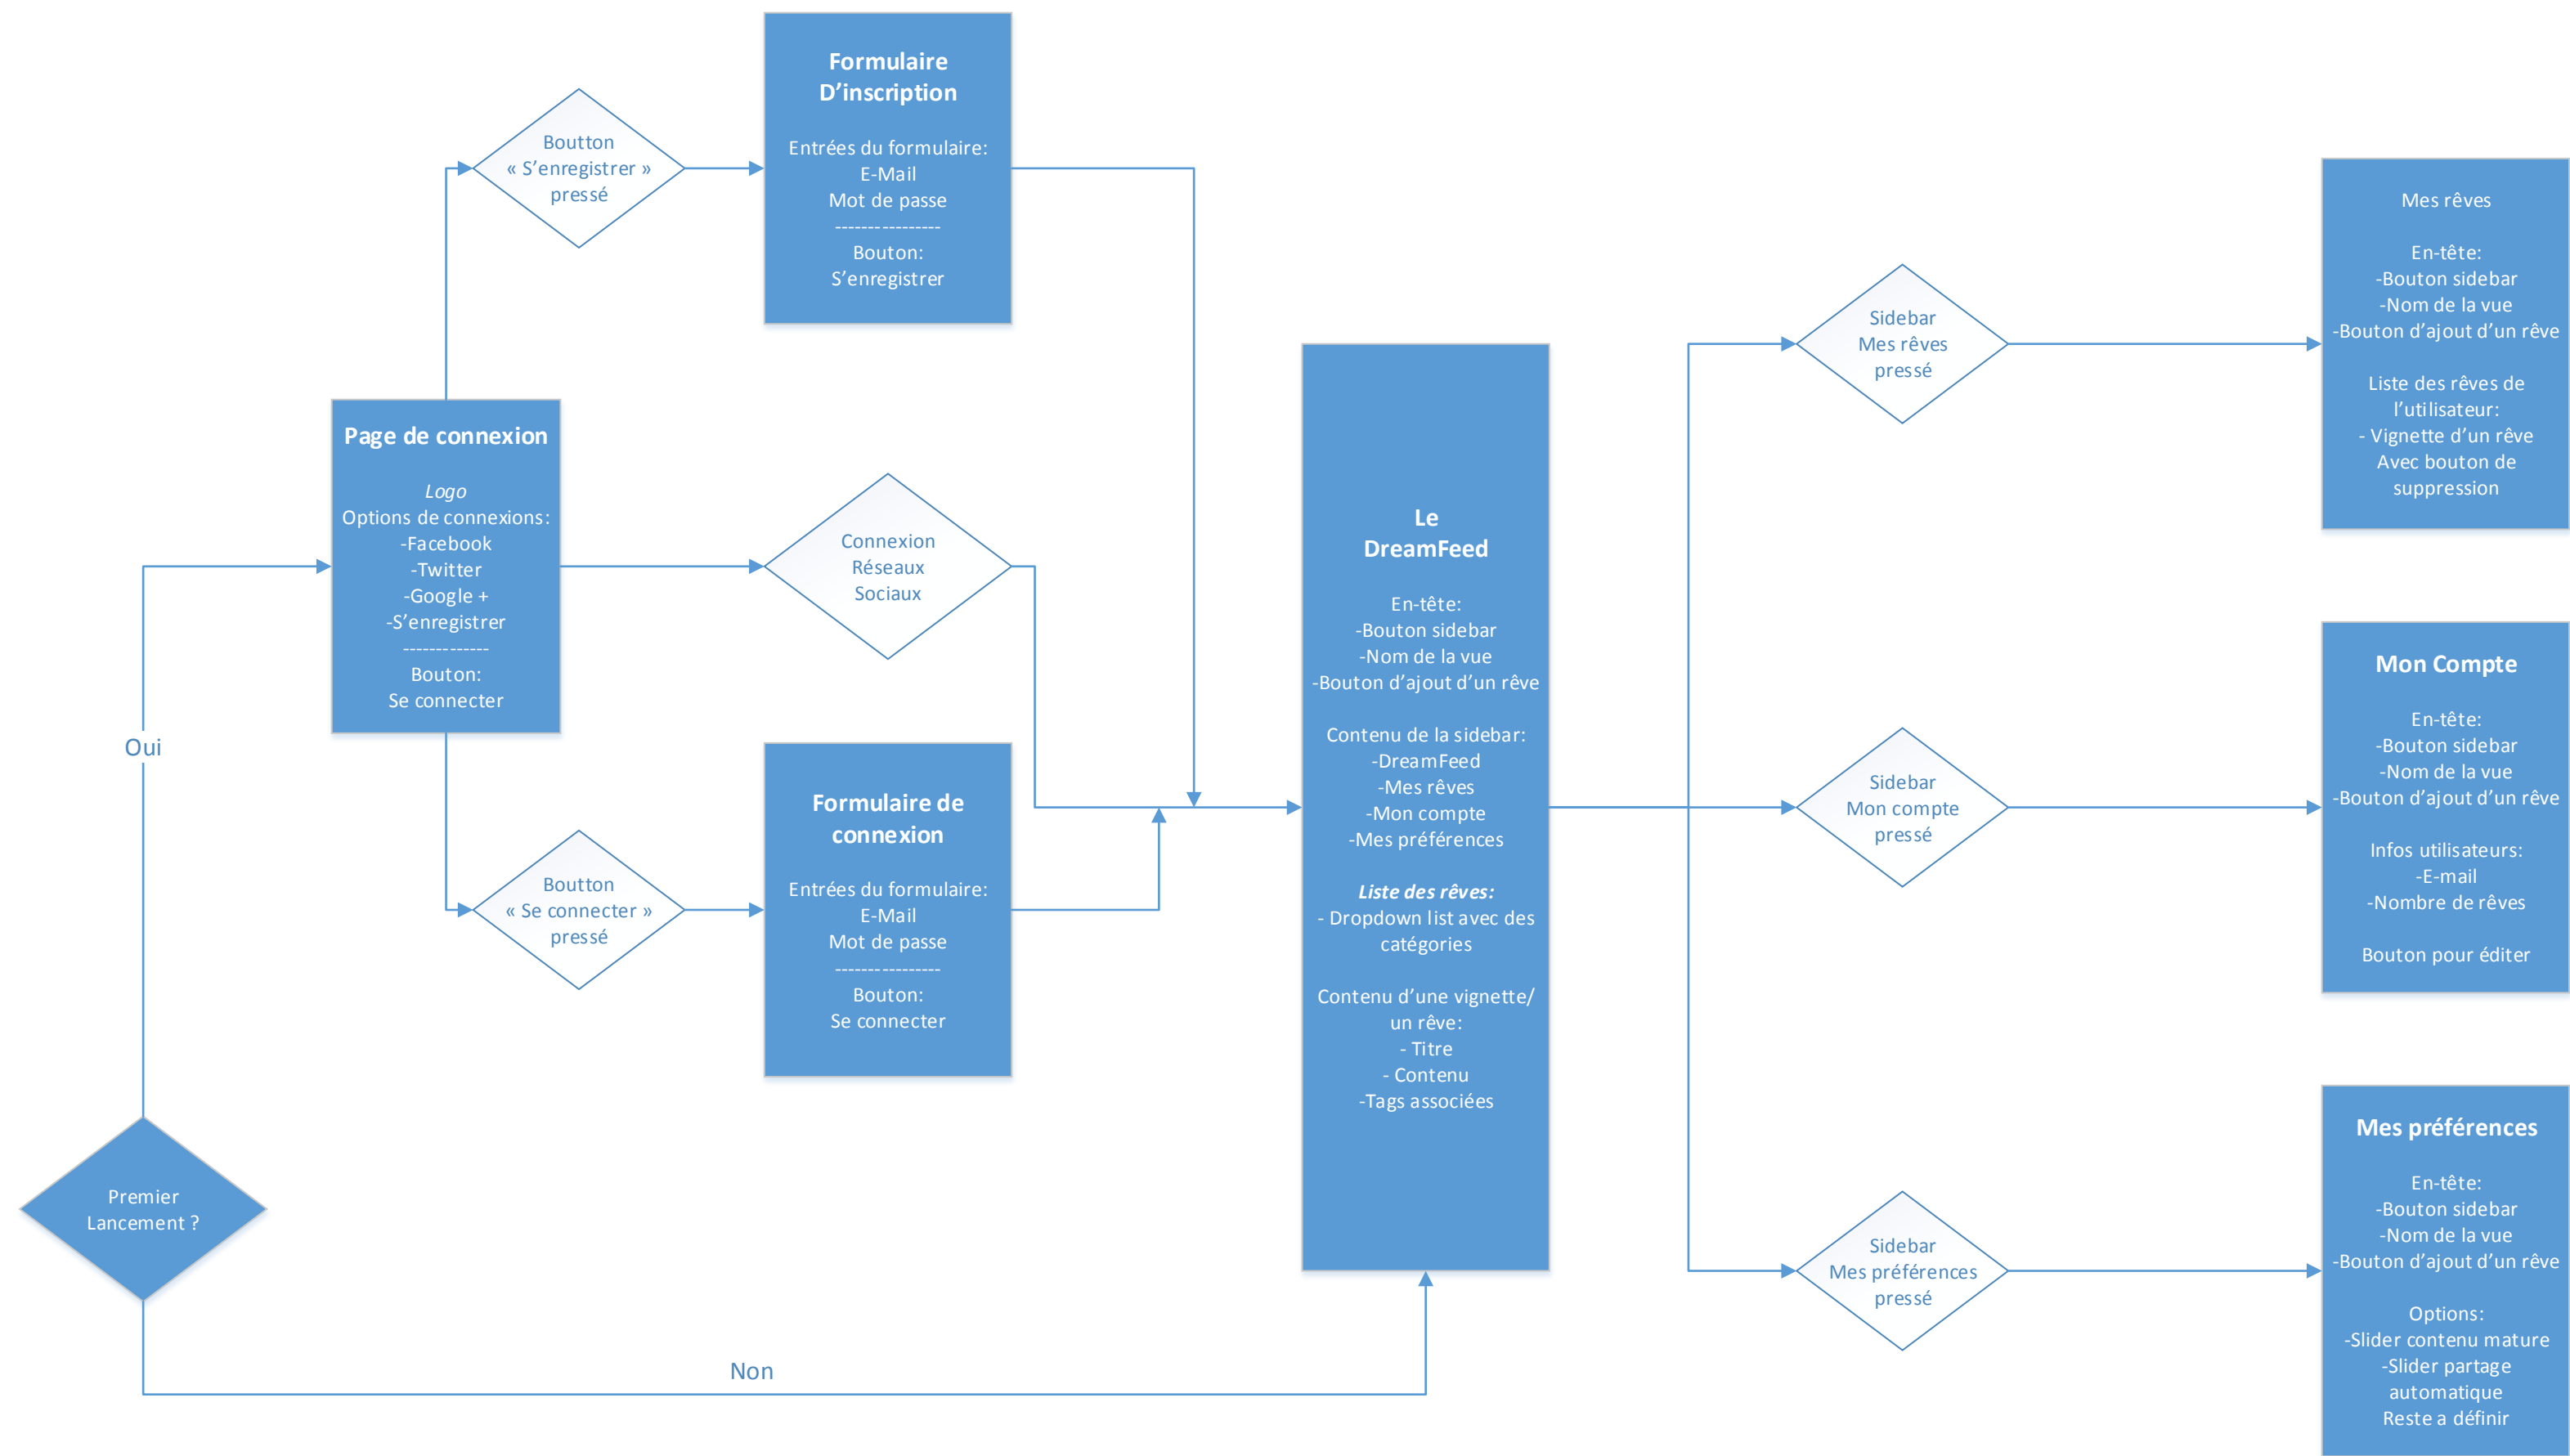 Formulaire
D’inscription
Entrées du formulaire:
E-Mail
Mot de passe
----------------
Bouton:
S’enregistrer
Boutton
« S’enregistrer »
pressé
Page de connexion
Logo
Options de connexions:
-Facebook
-Twitter
-Google +
-S’enregistrer
-------------
Bouton:
Se connecter
Connexion
Réseaux
Sociaux
Oui
Boutton
« Se connecter »
pressé
Formulaire de
connexion
Entrées du formulaire:
E-Mail
Mot de passe
----------------
Bouton:
Se connecter
Premier
Lancement ?
Non
Le
DreamFeed
En-tête:
-Bouton sidebar
-Nom de la vue
-Bouton d’ajout d’un rêve
Contenu de la sidebar:
-DreamFeed
-Mes rêves
-Mon compte
-Mes préférences
Liste des rêves:
- Dropdown list avec des
catégories
Contenu d’une vignette/
un rêve:
- Titre
- Contenu
-Tags associées
Sidebar
Mes rêves
pressé
Mes rêves
En-tête:
-Bouton sidebar
-Nom de la vue
-Bouton d’ajout d’un rêve
Liste des rêves de
l’utilisateur:
- Vignette d’un rêve
Avec bouton de
suppression
Sidebar
Mon compte
pressé
Mon Compte
En-tête:
-Bouton sidebar
-Nom de la vue
-Bouton d’ajout d’un rêve
Infos utilisateurs:
-E-mail
-Nombre de rêves
Bouton pour éditer
Sidebar
Mes préférences
pressé
Mes préférences
En-tête:
-Bouton sidebar
-Nom de la vue
-Bouton d’ajout d’un rêve
Options:
-Slider contenu mature
-Slider partage
automatique
Reste a définir